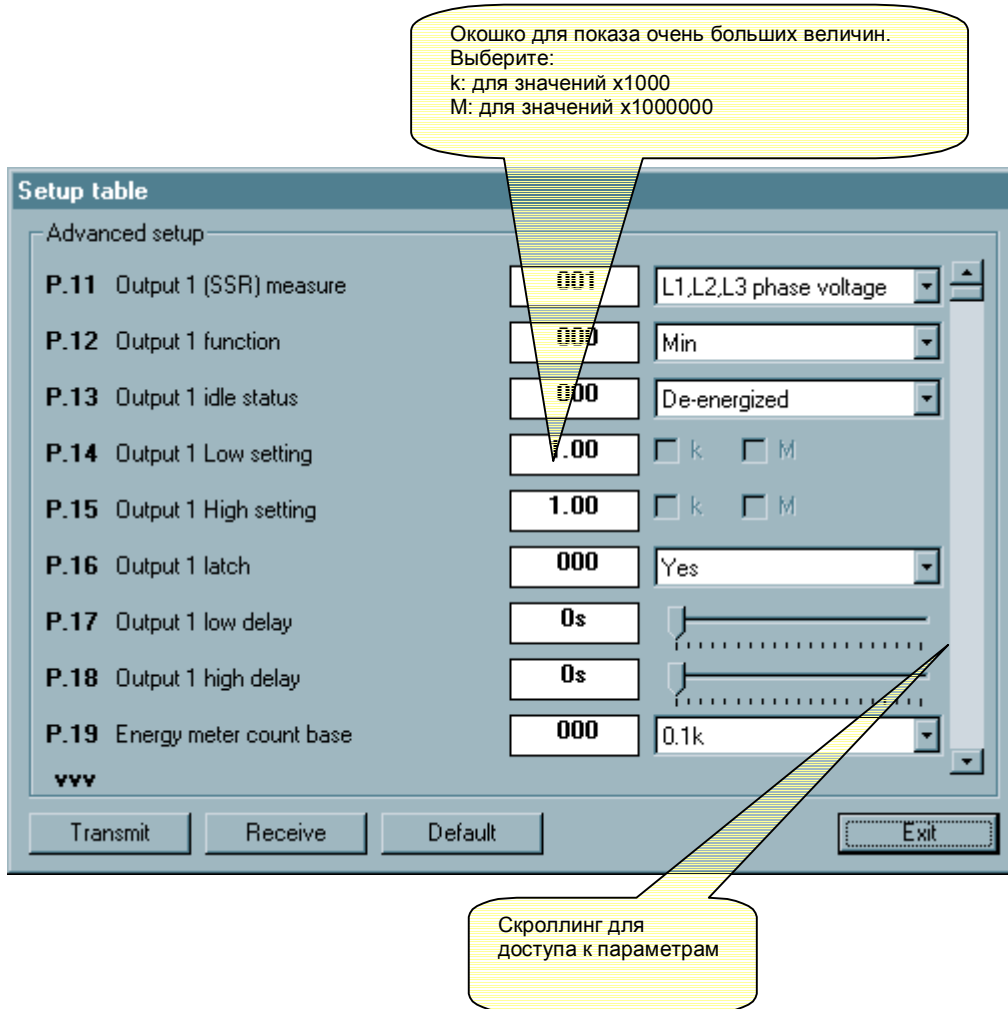 Окошко для показа очень больших величин.
Выберите:
k: для значений x1000
M: для значений x1000000
Setup table
Advanced setup
P.11 Output 1 (SSR) measure 001 L1,L2,L3 phase voltage
P.12 Output 1 function 000 Min
P.13 Output 1 idle status 000 De-energized
P.14 Output 1 Low setting 1.00 k M
P.15 Output 1 High setting 1.00 k M
P.16 Output 1 latch 000 Yes
P.17 Output 1 low delay 0s
P.18 Output 1 high delay 0s
P.19 Energy meter count base 000 0.1k
vvv
Transmit Receive Default Exit
Скроллинг для
доступа к параметрам